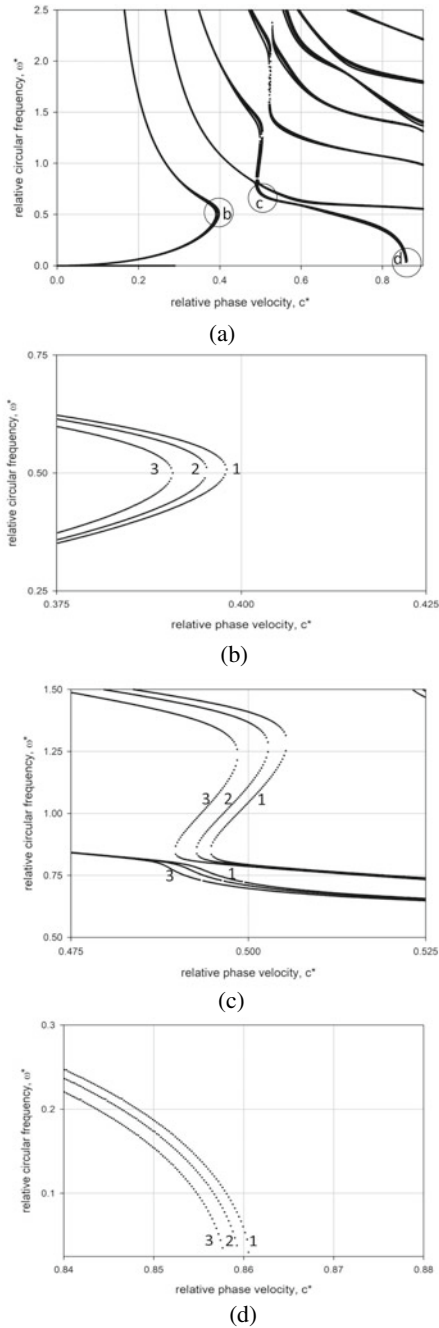 2.5
2.0
1.5
1.0
0.5
0.0
relative circular frequency, ω*
b
c
d
0.0 0.2 0.4 0.6 0.8
relative phase velocity, c*
(a)
0.75
0.50
0.25
relative circular frequency, ω*
3 2 1
0.375 0.400 0.425
relative phase velocity, c*
(b)
1.50
1.25
1.00
0.75
0.50
relative circular frequency, ω*
3 2 1
3 1
0.475 0.500 0.525
relative phase velocity, c*
(c)
0.3
0.2
0.1
relative circular frequency, ω*
3 2 1
0.84 0.85 0.86 0.87 0.88
relative phase velocity, c*
(d)